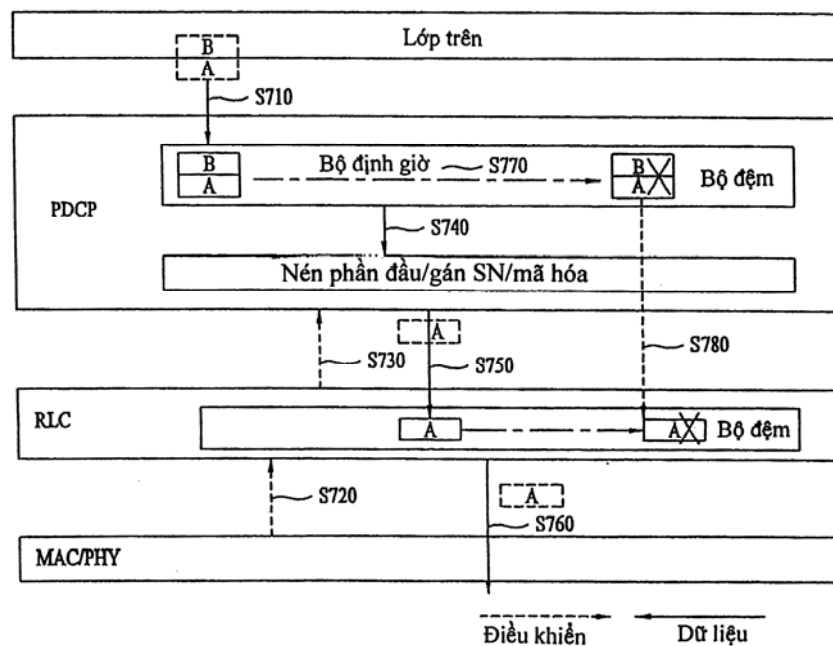 Lớp trên
B
A
S710
PDCP
B
A
Bộ định giờ
S770
B
A
Bộ đệm
S740
Nén phần đầu/gán SN/mã hóa
S730
A
S750
S780
RLC
A
A
Bộ đệm
S720
A
S760
MAC/PHY
Điều khiển
Dữ liệu